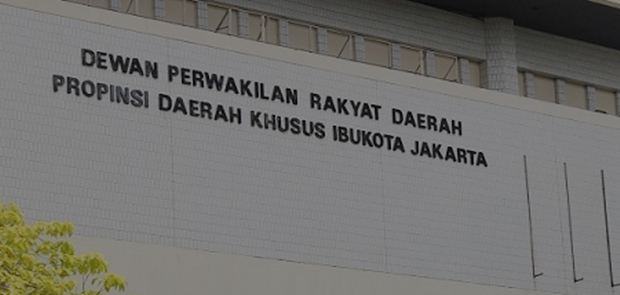 DEWAN PERWAKILAN RAKYAT DAERAH
PROPINSI DAERAH KHUSUS IBUKOTA JAKARTA